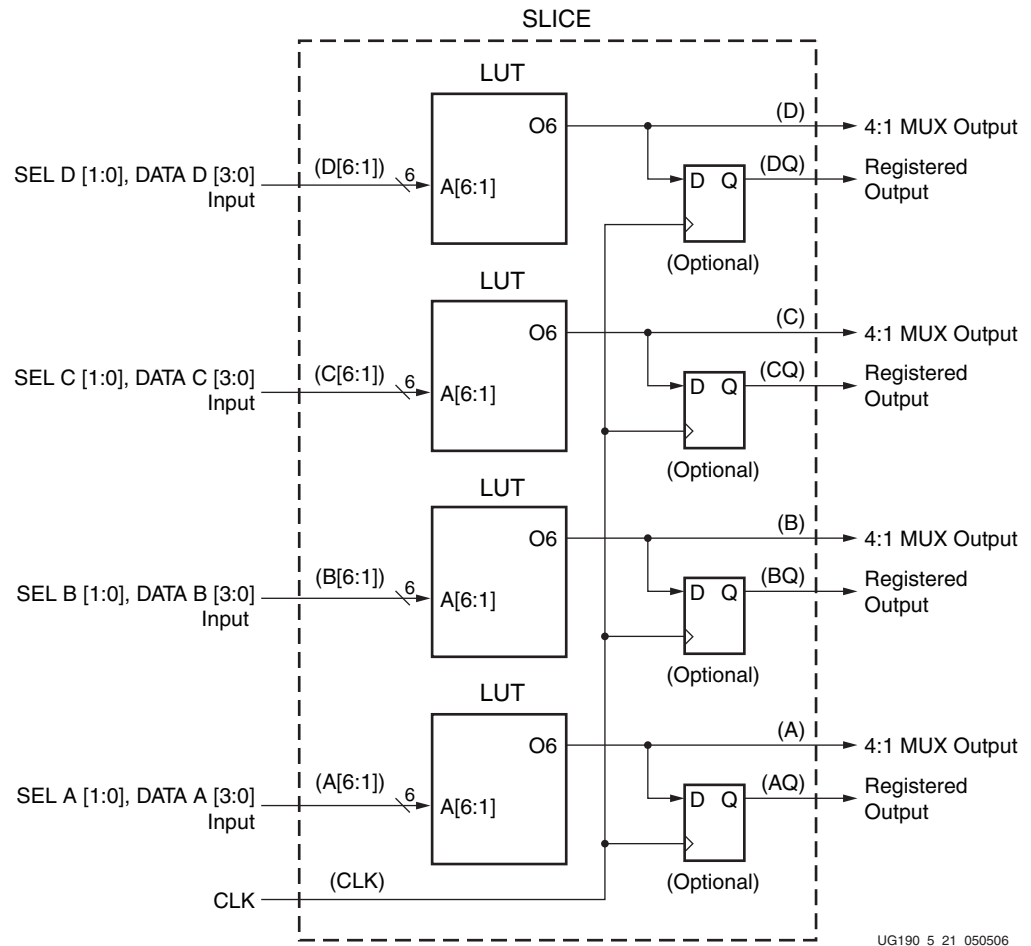 SLICE
LUT
O6
(D)
4:1 MUX Output
SEL D [1:0], DATA D [3:0]
Input
(D[6:1])
6
A[6:1]
D Q
(DQ)
Registered
Output
(Optional)
LUT
O6
(C)
4:1 MUX Output
SEL C [1:0], DATA C [3:0]
Input
(C[6:1])
6
A[6:1]
D Q
(CQ)
Registered
Output
(Optional)
LUT
O6
(B)
4:1 MUX Output
SEL B [1:0], DATA B [3:0]
Input
(B[6:1])
6
A[6:1]
D Q
(BQ)
Registered
Output
(Optional)
LUT
O6
(A)
4:1 MUX Output
SEL A [1:0], DATA A [3:0]
Input
(A[6:1])
6
A[6:1]
D Q
(AQ)
Registered
Output
(Optional)
CLK
(CLK)
UG190_5_21_050506